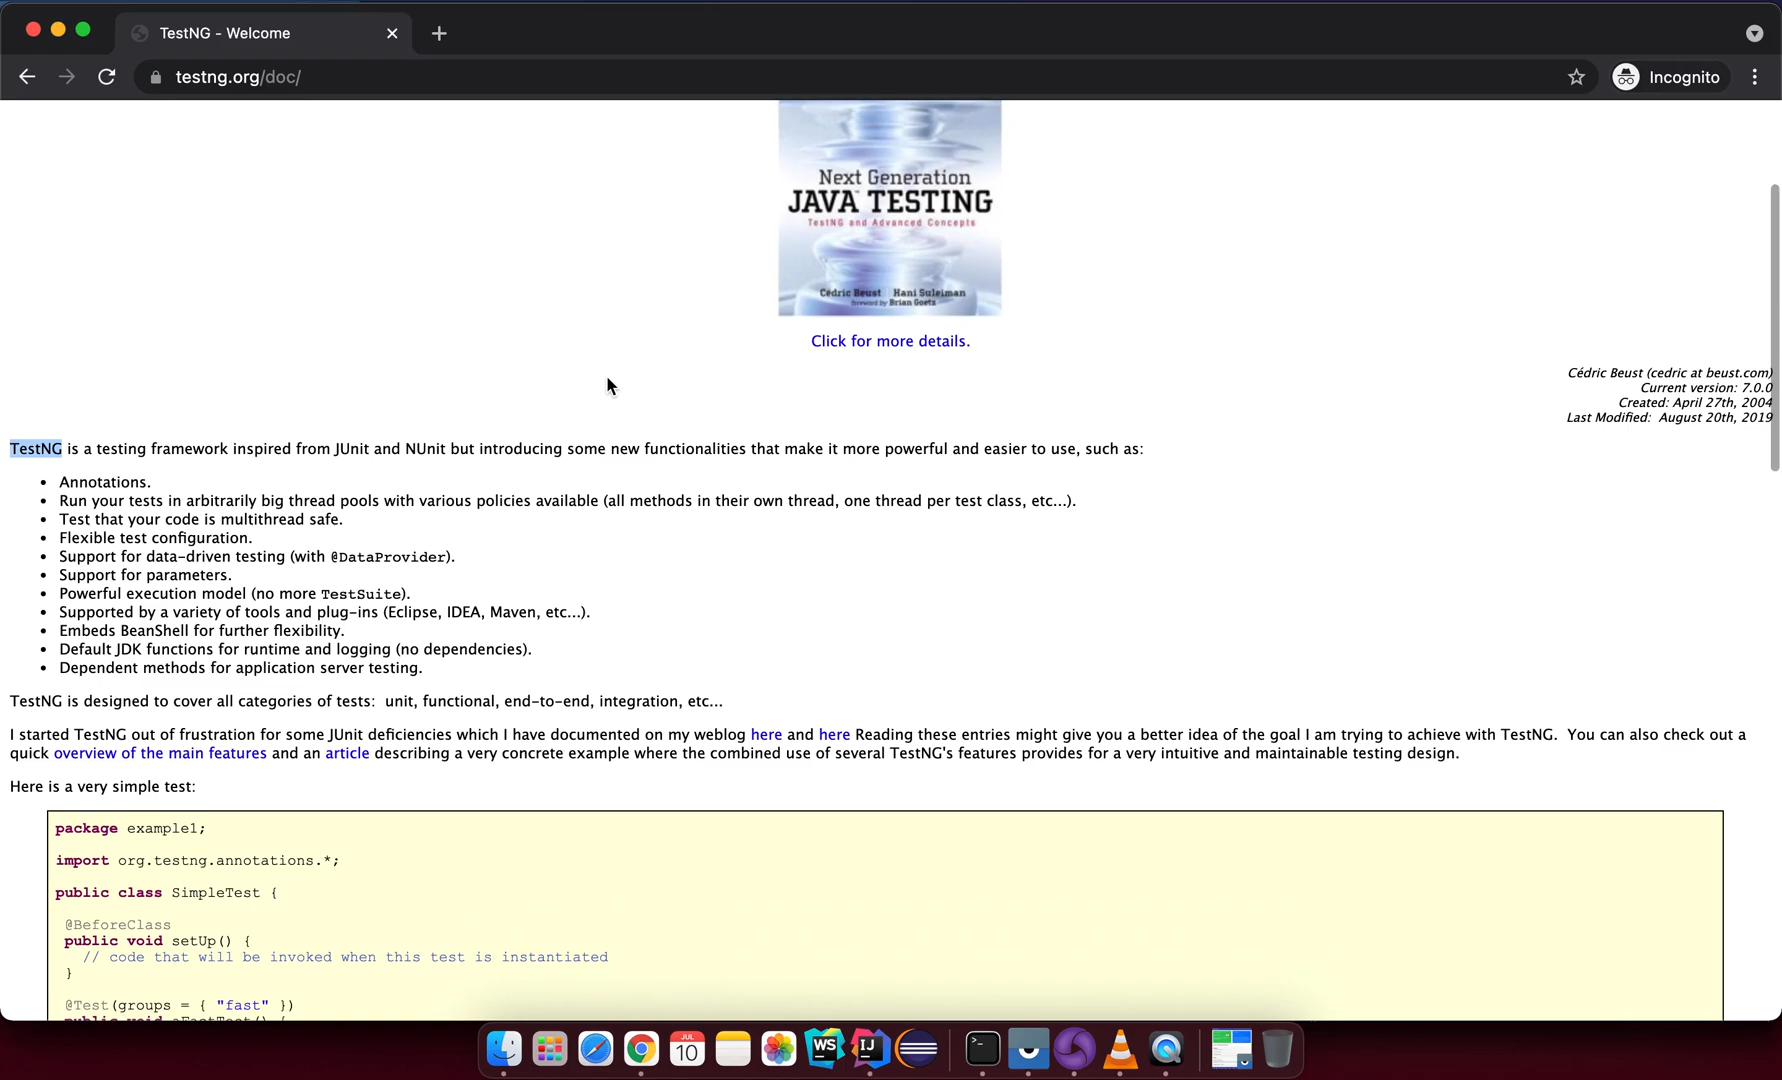 TestNG - Welcome
testng.org/doc/
Incognito
Next Generation
JAVA TESTING
TestNG and Advanced Concepts
Cédric Beust Hani Suleiman
foreword by Brian Goetz
Click for more details.
Cédric Beust (cedric at beust.com)
Current version: 7.0.0
Created: April 27th, 2004
Last Modified: August 20th, 2019
TestNG is a testing framework inspired from JUnit and NUnit but introducing some new functionalities that make it more powerful and easier to use, such as:
• Annotations.
• Run your tests in arbitrarily big thread pools with various policies available (all methods in their own thread, one thread per test class, etc...).
• Test that your code is multithread safe.
• Flexible test configuration.
• Support for data-driven testing (with @DataProvider).
• Support for parameters.
• Powerful execution model (no more TestSuite).
• Supported by a variety of tools and plug-ins (Eclipse, IDEA, Maven, etc...).
• Embeds BeanShell for further flexibility.
• Default JDK functions for runtime and logging (no dependencies).
• Dependent methods for application server testing.
TestNG is designed to cover all categories of tests:  unit, functional, end-to-end, integration, etc...
I started TestNG out of frustration for some JUnit deficiencies which I have documented on my weblog here and here Reading these entries might give you a better idea of the goal I am trying to achieve with TestNG.  You can also check out a
quick overview of the main features and an article describing a very concrete example where the combined use of several TestNG's features provides for a very intuitive and maintainable testing design.
Here is a very simple test:
package example1;
import org.testng.annotations.*;
public class SimpleTest {
@BeforeClass
public void setUp() {
// code that will be invoked when this test is instantiated
}
@Test(groups = { "fast" })
public void aFastTest() {
JUL
10
WS
IJ